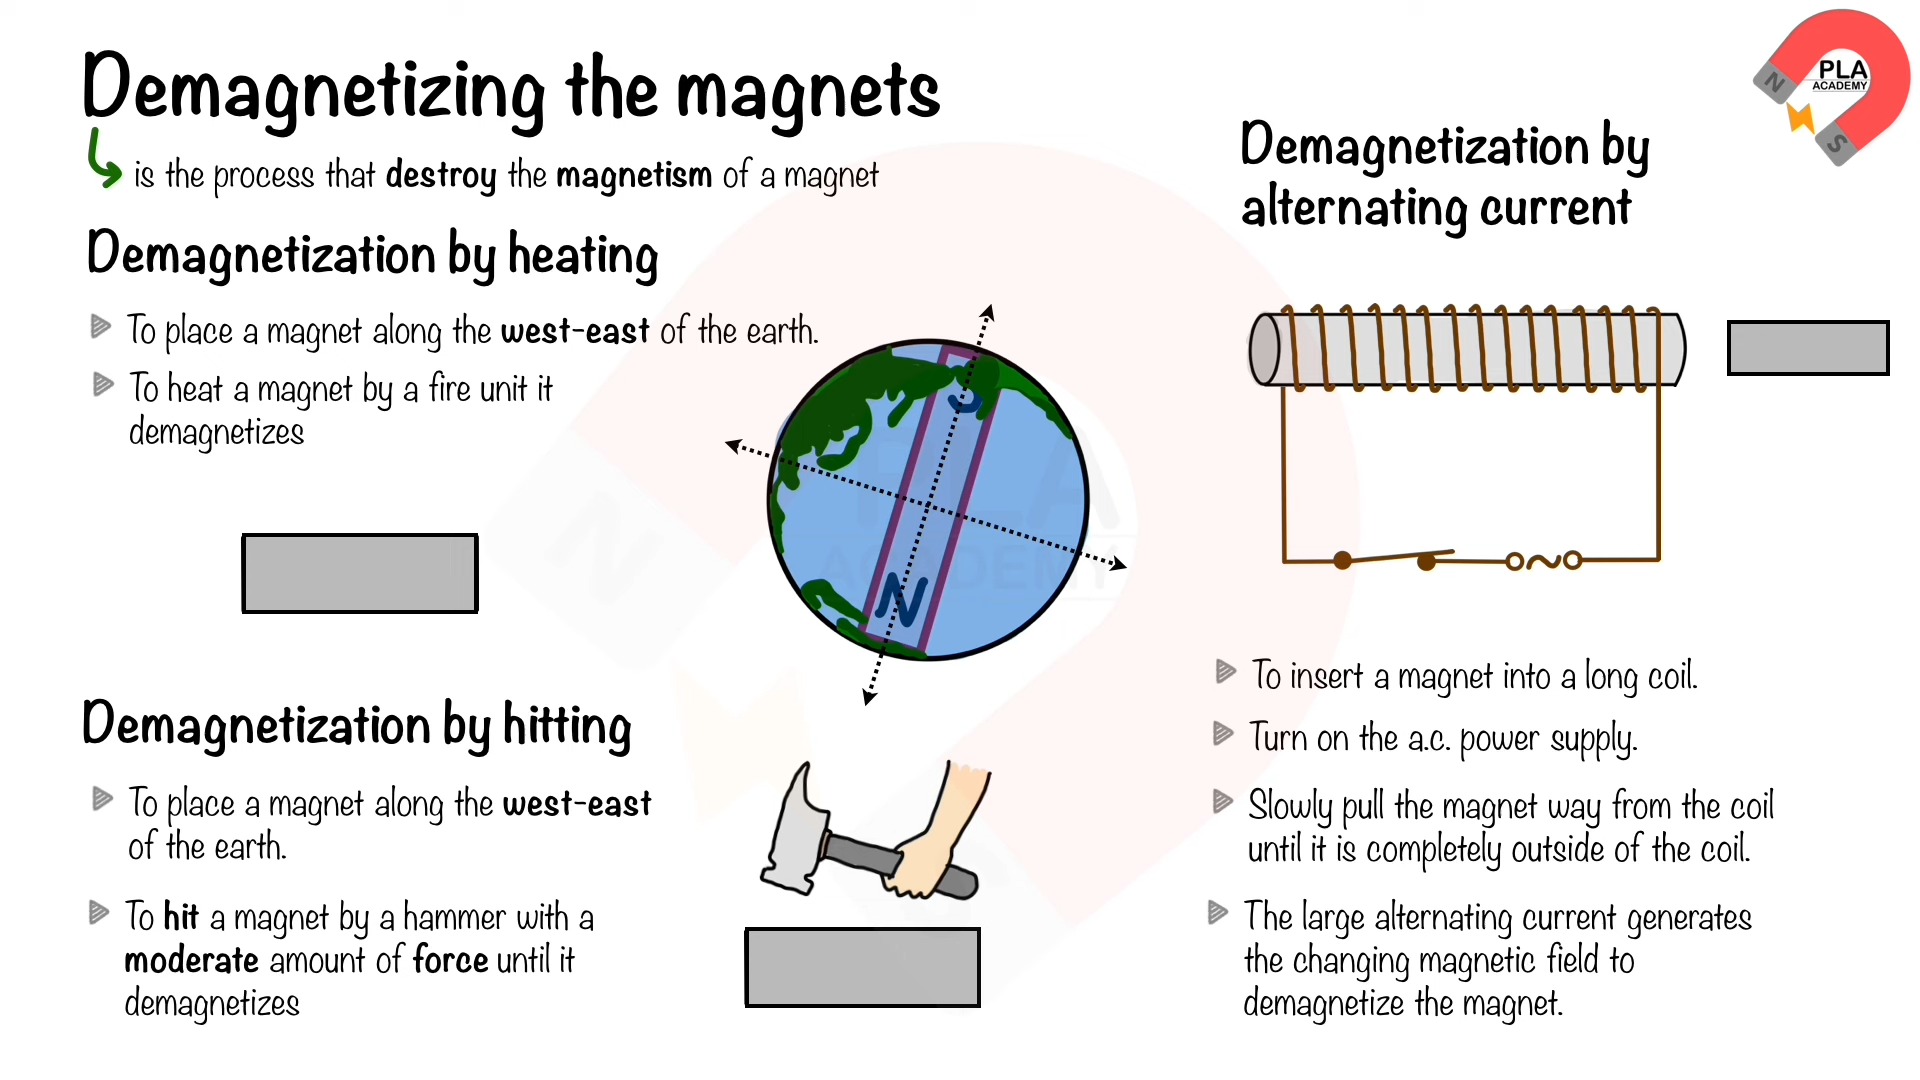 Demagnetizing the magnets
is the process that destroy the magnetism of a magnet
Demagnetization by heating
To place a magnet along the west-east of the earth.
To heat a magnet by a fire unit it
demagnetizes
S
N
Demagnetization by hitting
To place a magnet along the west-east
of the earth.
To hit a magnet by a hammer with a
moderate amount of force until it
demagnetizes
N
PLA
ACADEMY
S
Demagnetization by
alternating current
To insert a magnet into a long coil.
Turn on the a.c. power supply.
Slowly pull the magnet way from the coil
until it is completely outside of the coil.
The large alternating current generates
the changing magnetic field to
demagnetize the magnet.
N
PLA
ACADEMY